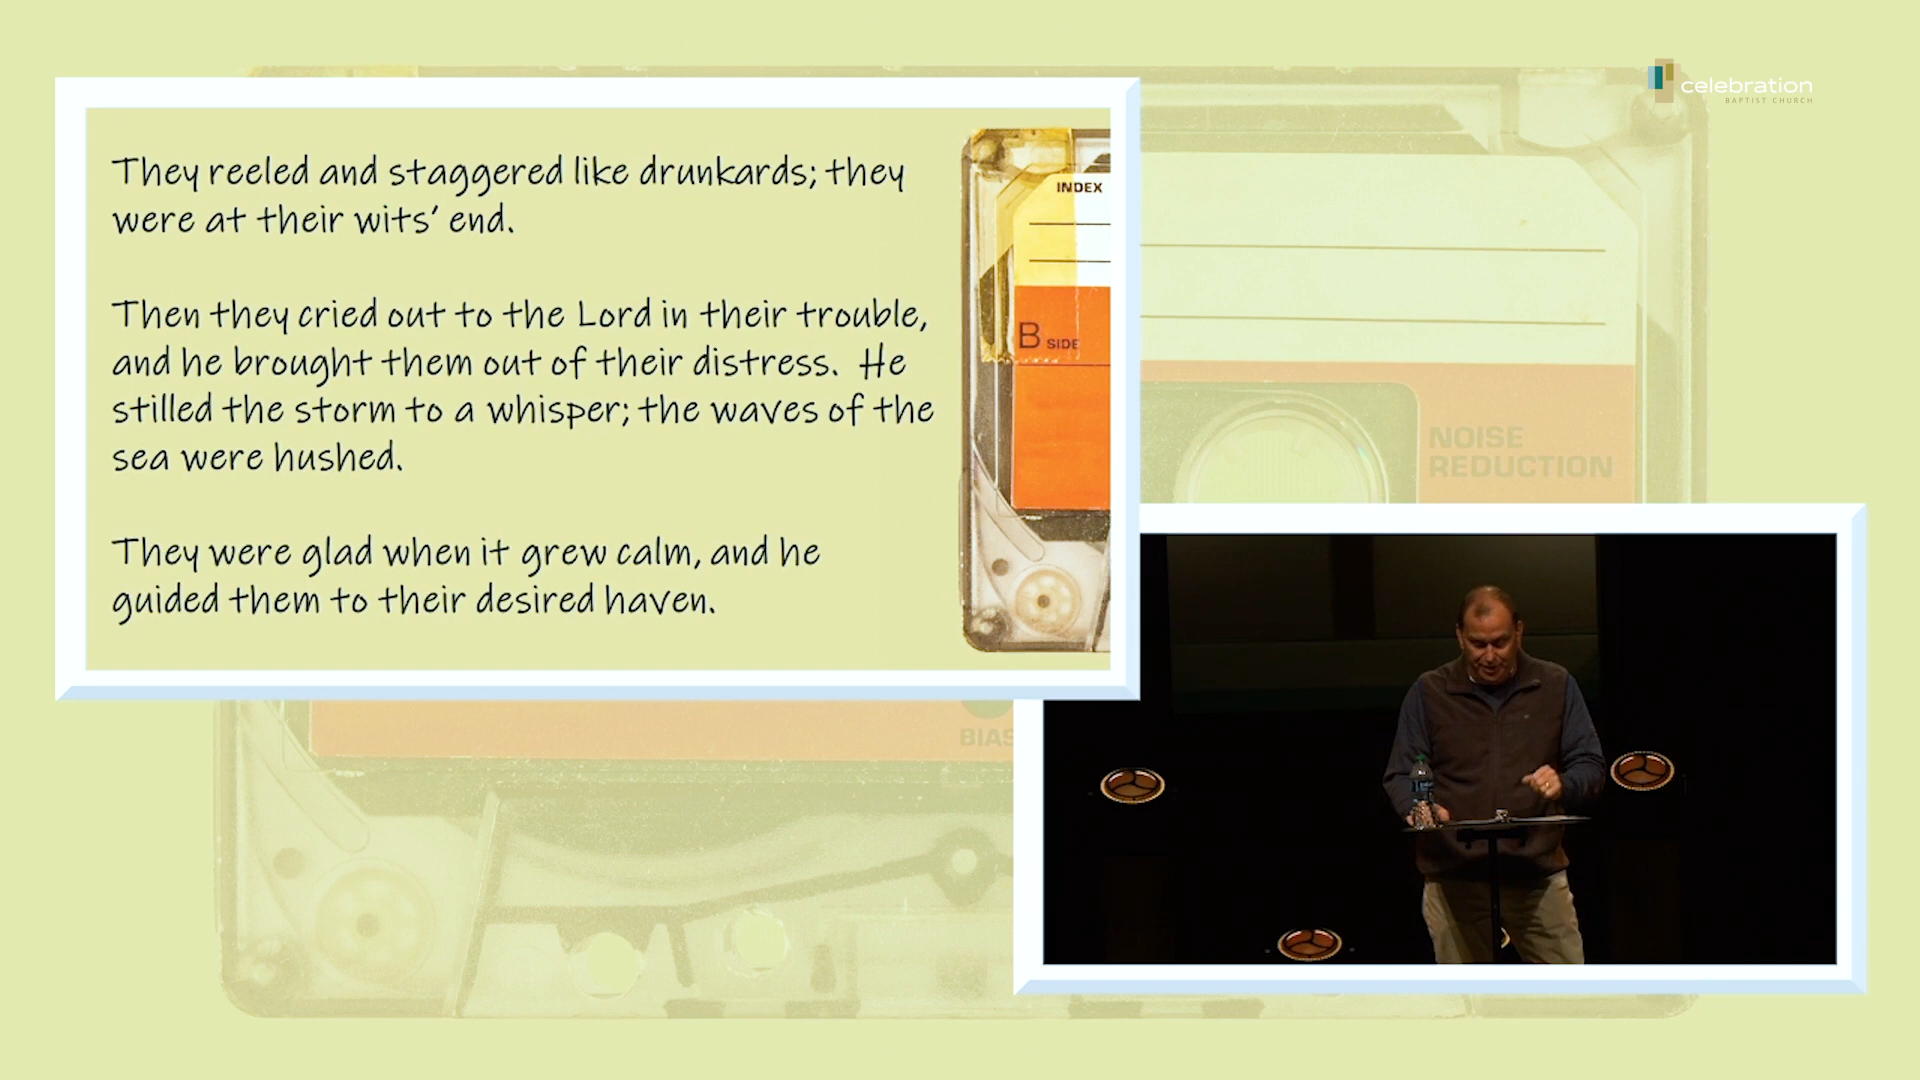 celebration
BAPTIST CHURCH
They reeled and staggered like drunkards; they
were at their wits’ end.
Then they cried out to the Lord in their trouble,
and he brought them out of their distress.  He
stilled the storm to a whisper; the waves of the
sea were hushed.
They were glad when it grew calm, and he
guided them to their desired haven.
INDEX
B SIDE
NOISE
REDUCTION
BIAS